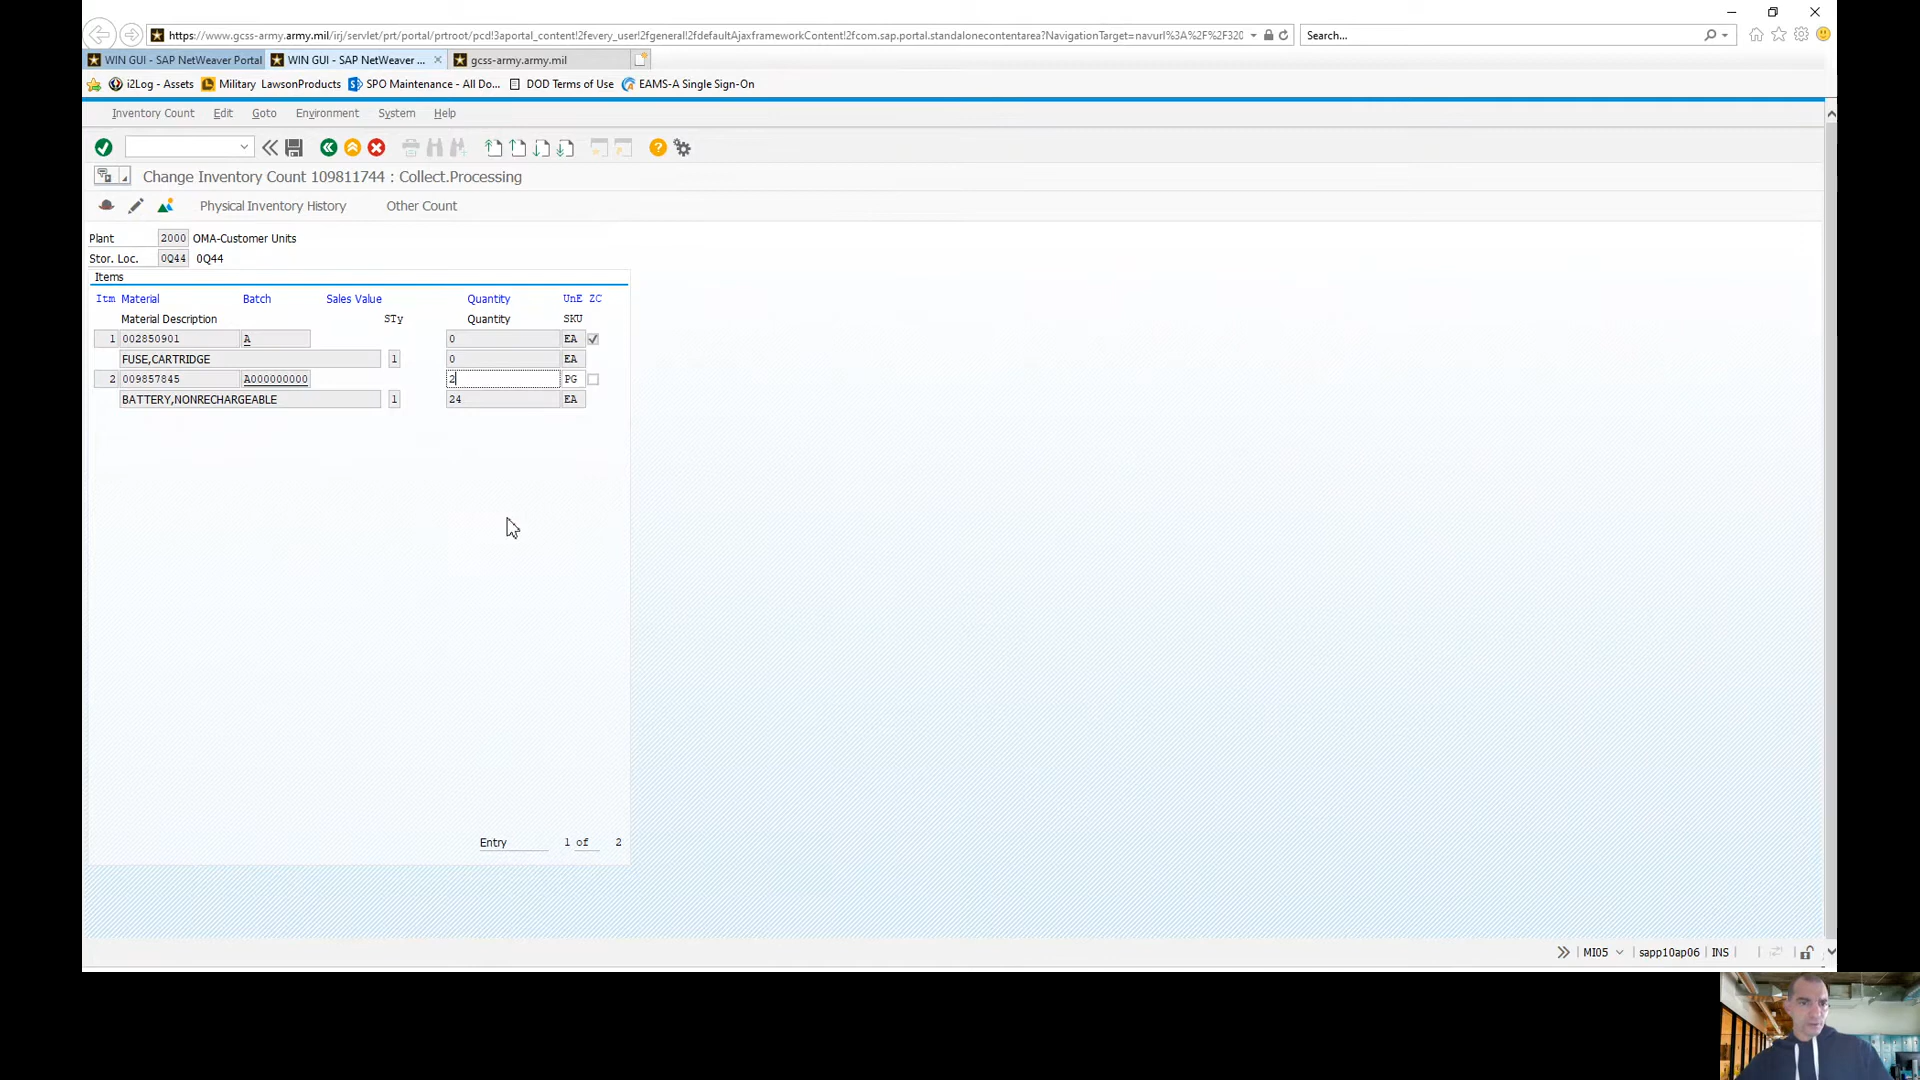 https://www.gcss-army.army.mil/irj/servlet/prt/portal/prtroot/pcd!3aportal_content!2fevery_user!2fgeneral!2fdefaultAjaxframeworkContent!2fcom.sap.portal.standalonecontentarea?NavigationTarget=navurl%3A%2F%2F320 Search...
WIN GUI - SAP NetWeaver Portal WIN GUI - SAP NetWeaver ... gcss-army.army.mil
i2Log - Assets Military LawsonProducts SPO Maintenance - All Do... DOD Terms of Use EAMS-A Single Sign-On
Inventory Count Edit Goto Environment System Help
Change Inventory Count 109811744 : Collect.Processing
Physical Inventory History Other Count
Plant 2000 OMA-Customer Units
Stor. Loc. 0Q44 0Q44
Items
Itm Material Batch Sales Value Quantity UnE ZC
Material Description STy Quantity SKU
1 002850901 A 0 EA
FUSE,CARTRIDGE 1 0 EA
2 009857845 A000000000 2 PG
BATTERY,NONRECHARGEABLE 1 24 EA
Entry 1 of 2
MI05 sapp10ap06 INS